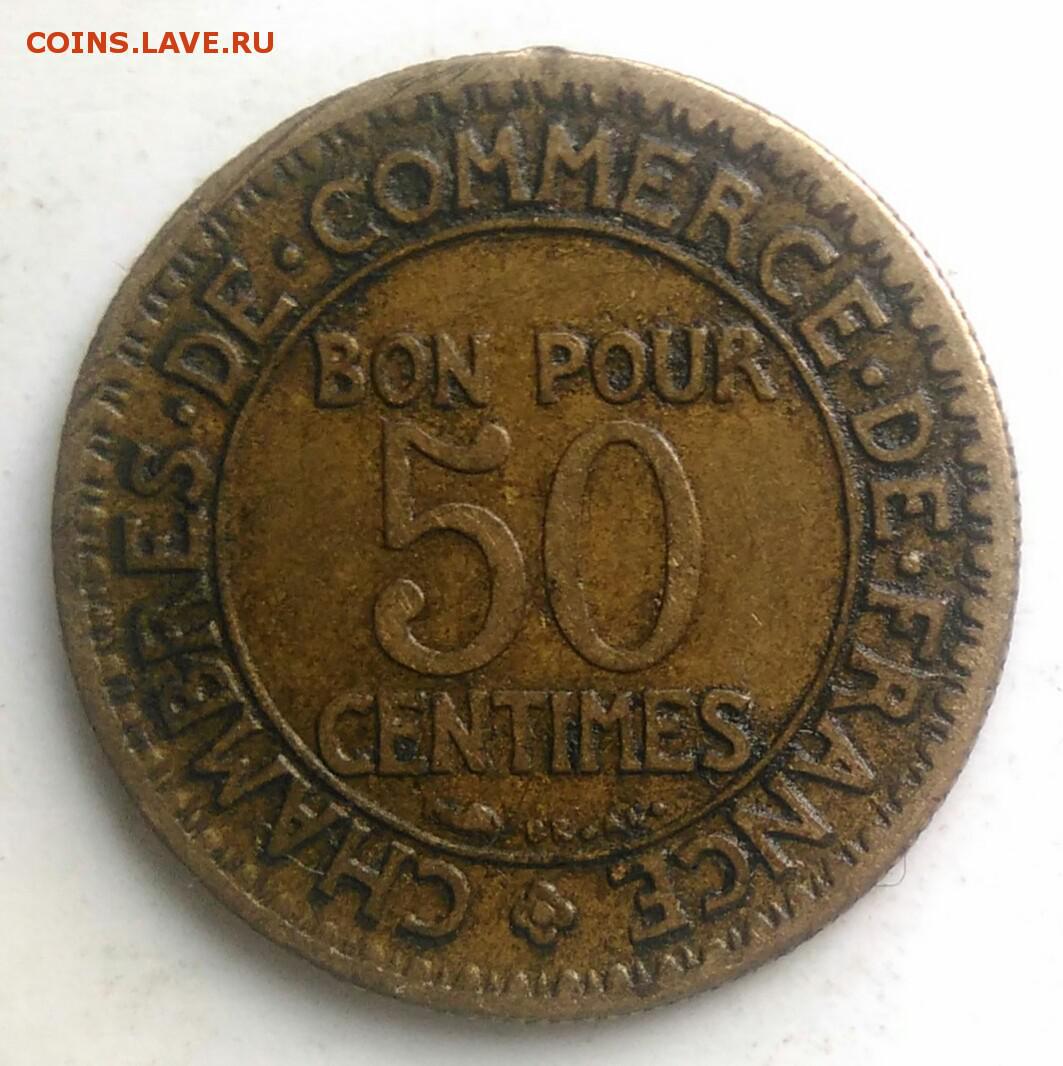 COINS.LAVE.RU
CHAMBRES·DE·COMMERCE·DE·FRANCE
BON POUR
50
CENTIMES